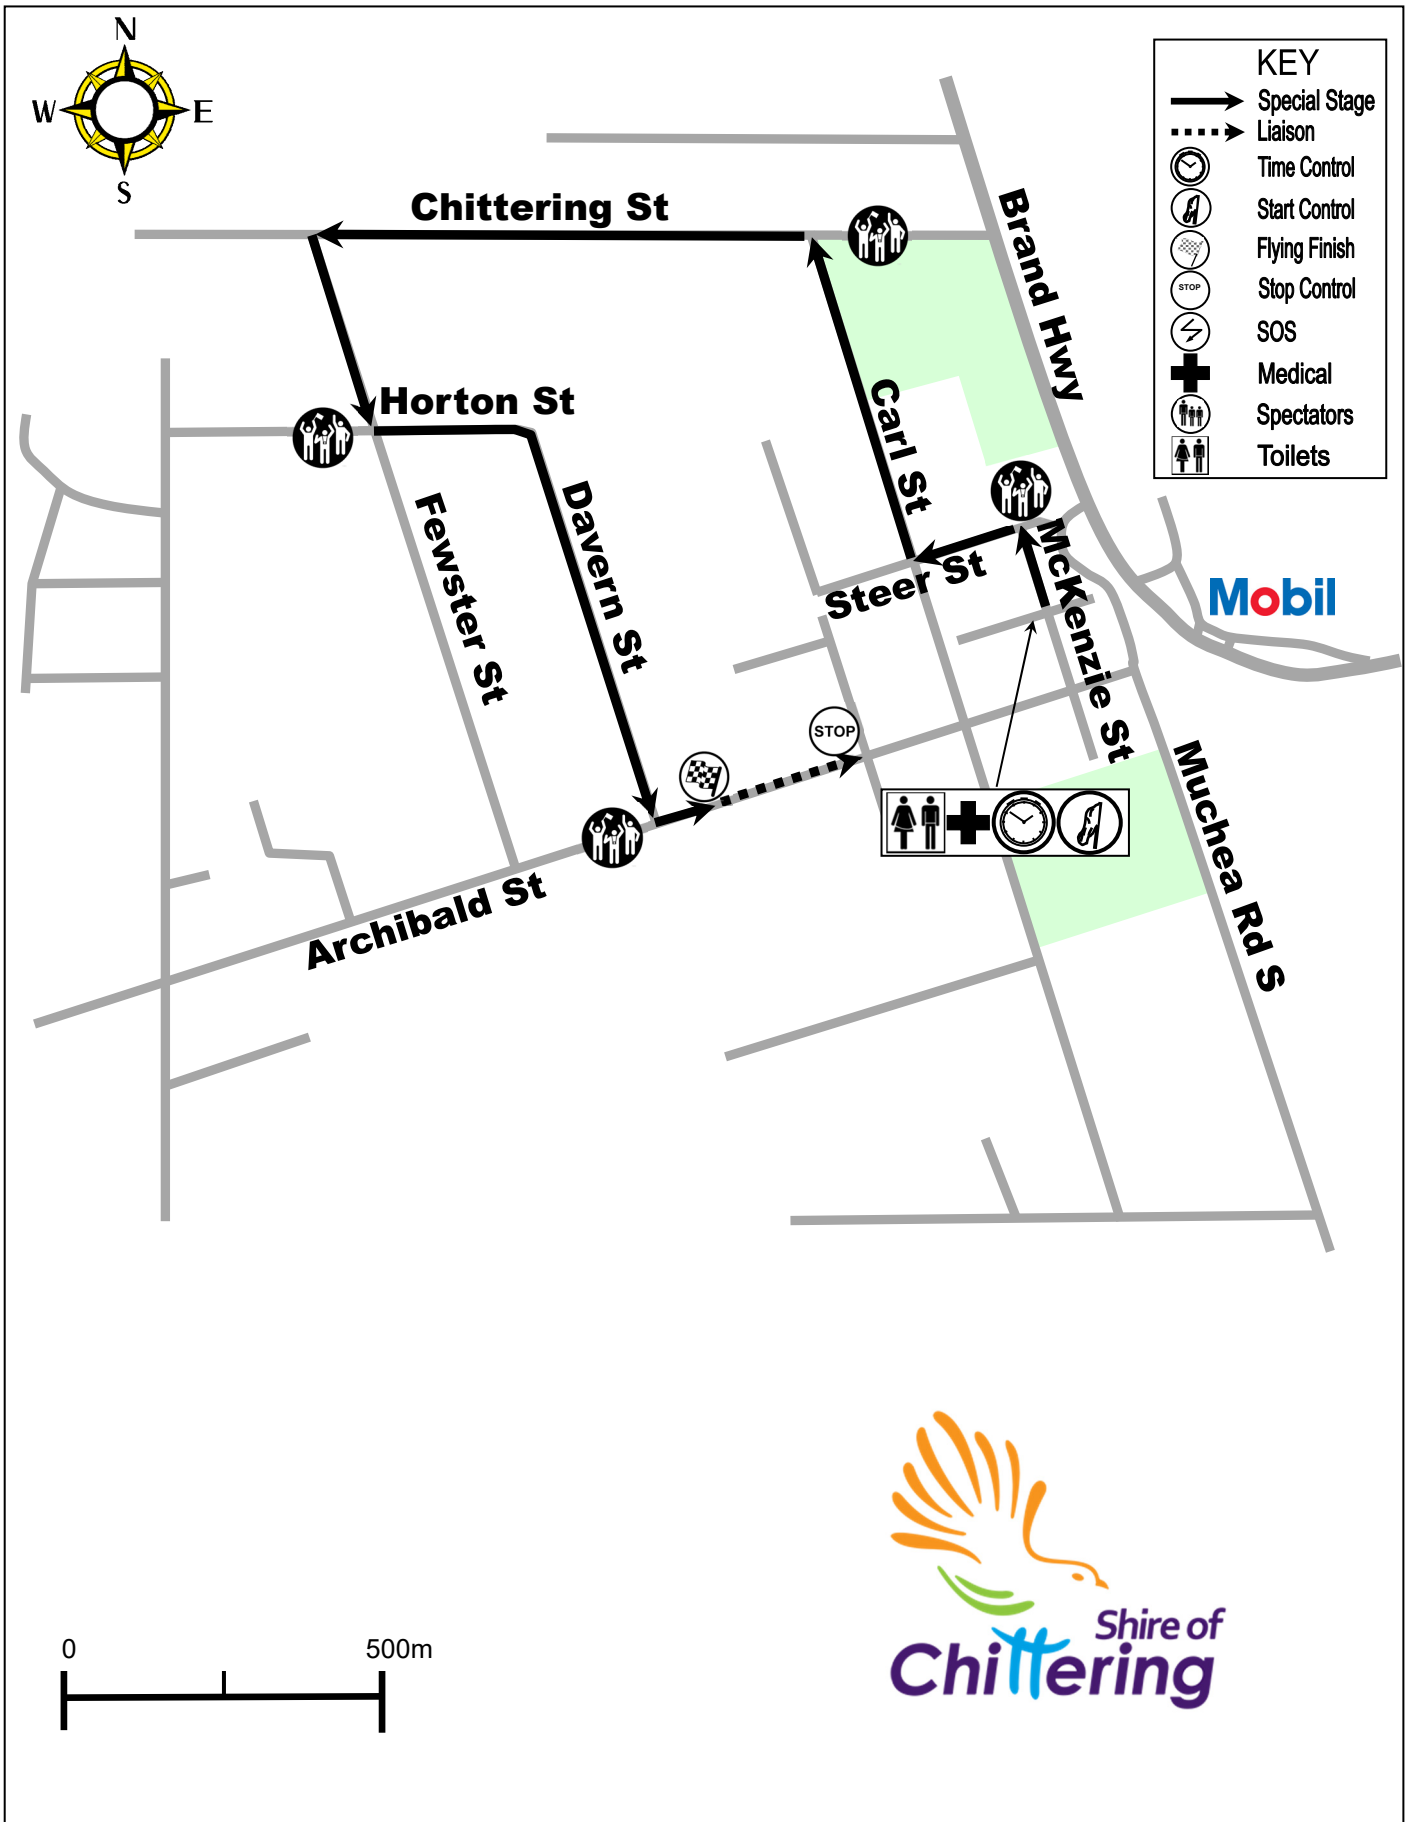 N
W
E
S
KEY
Special Stage
Liaison
Time Control
Start Control
Flying Finish
STOP
Stop Control
SOS
Medical
Spectators
Toilets
Chittering St
Brand Hwy
Horton St
Carl St
Fewster St
Davern St
Steer St
McKenzie St
Mobil
STOP
Muchea Rd S
Archibald St
Shire of
Chittering
0
500m